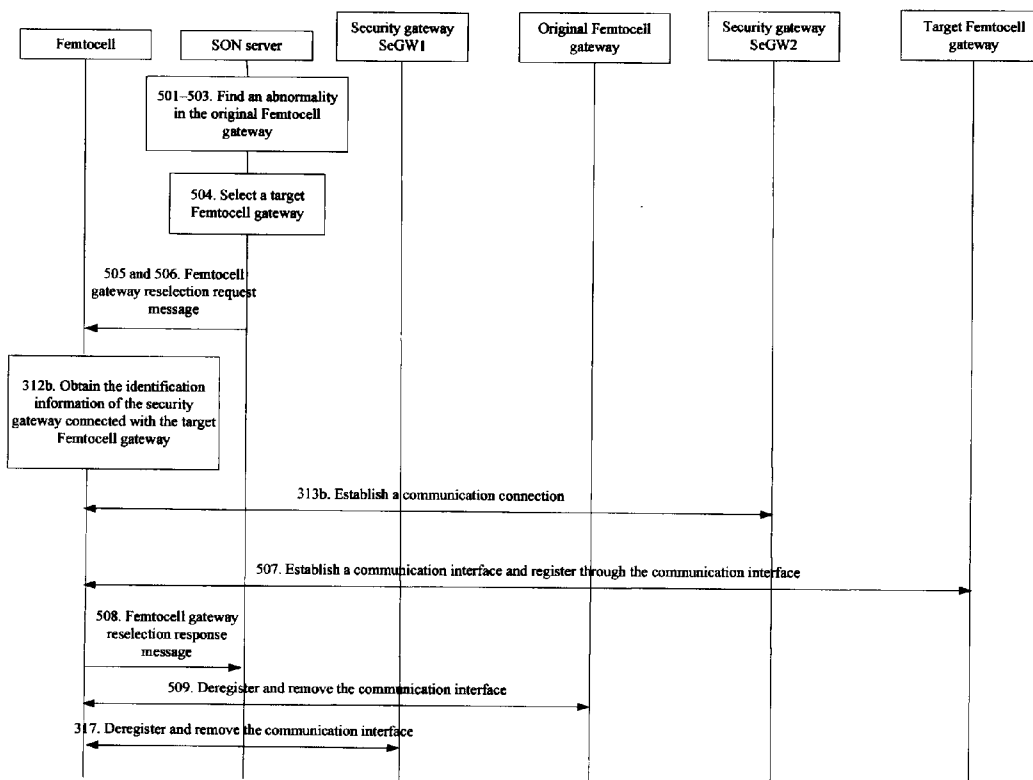 Femtocell
SON server
Security gateway
SeGW1
Original Femtocell
gateway
Security gateway
SeGW2
Target Femtocell
gateway
501–503. Find an abnormality
in the original Femtocell
gateway
504. Select a target
Femtocell gateway
505 and 506. Femtocell
gateway reselection request
message
312b. Obtain the identification
information of the security
gateway connected with the target
Femtocell gateway
313b. Establish a communication connection
507. Establish a communication interface and register through the communication interface
508. Femtocell gateway
reselection response
message
509. Deregister and remove the communication interface
317. Deregister and remove the communication interface